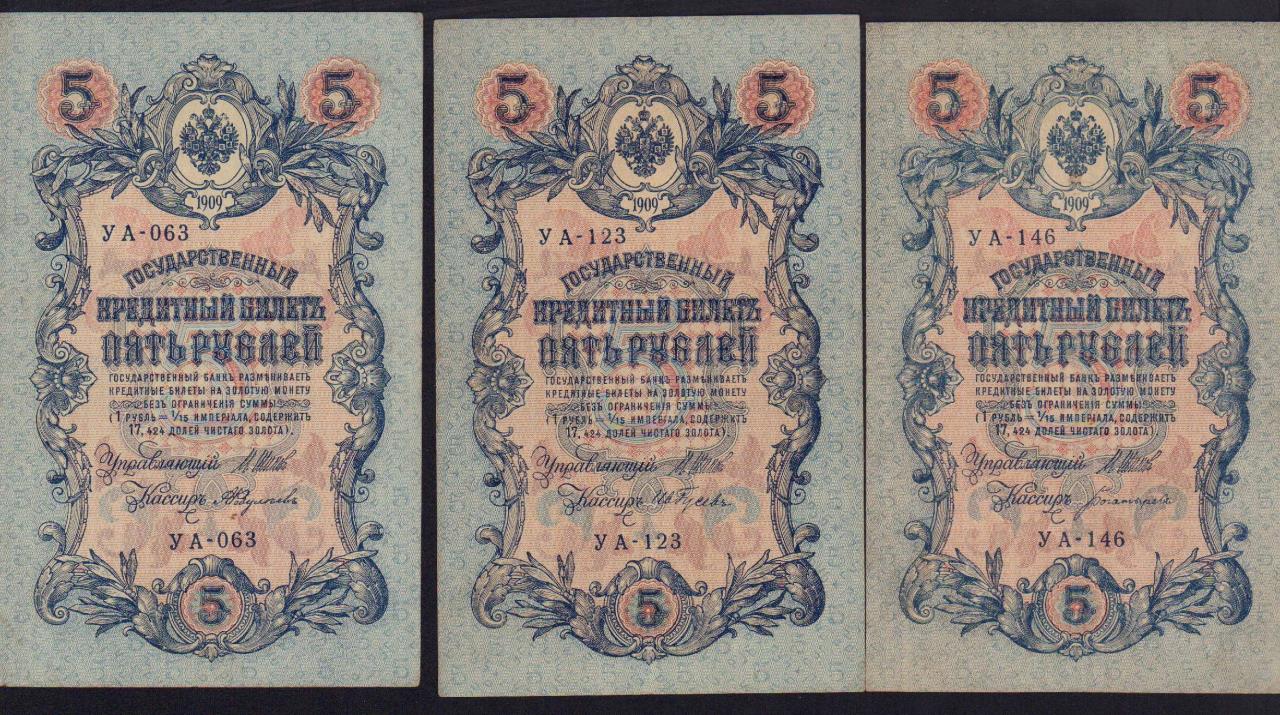 5 5
1909
УА-063
ГОСУДАРСТВЕННЫЙ
КРЕДИТНЫЙ БИЛЕТЪ
ПЯТЬ РУБЛЕЙ
ГОСУДАРСТВЕННЫЙ БАНКЪ РАЗМѢНИВАЕТЪ
КРЕДИТНЫЕ БИЛЕТЫ НА ЗОЛОТУЮ МОНЕТУ
БЕЗЪ ОГРАНИЧЕНІЯ СУММЫ
(1 РУБЛЬ = 1/15 ИМПЕРІАЛА, СОДЕРЖИТЪ
17,424 ДОЛЕЙ ЧИСТАГО ЗОЛОТА).
Управляющій
Кассиръ
УА-063
5
5 5
1909
УА-123
ГОСУДАРСТВЕННЫЙ
КРЕДИТНЫЙ БИЛЕТЪ
ПЯТЬ РУБЛЕЙ
ГОСУДАРСТВЕННЫЙ БАНКЪ РАЗМѢНИВАЕТЪ
КРЕДИТНЫЕ БИЛЕТЫ НА ЗОЛОТУЮ МОНЕТУ
БЕЗЪ ОГРАНИЧЕНІЯ СУММЫ
(1 РУБЛЬ = 1/15 ИМПЕРІАЛА, СОДЕРЖИТЪ
17,424 ДОЛЕЙ ЧИСТАГО ЗОЛОТА).
Управляющій
Кассиръ
УА-123
5
5 5
1909
УА-146
ГОСУДАРСТВЕННЫЙ
КРЕДИТНЫЙ БИЛЕТЪ
ПЯТЬ РУБЛЕЙ
ГОСУДАРСТВЕННЫЙ БАНКЪ РАЗМѢНИВАЕТЪ
КРЕДИТНЫЕ БИЛЕТЫ НА ЗОЛОТУЮ МОНЕТУ
БЕЗЪ ОГРАНИЧЕНІЯ СУММЫ
(1 РУБЛЬ = 1/15 ИМПЕРІАЛА, СОДЕРЖИТЪ
17,424 ДОЛЕЙ ЧИСТАГО ЗОЛОТА).
Управляющій
Кассиръ
УА-146
5